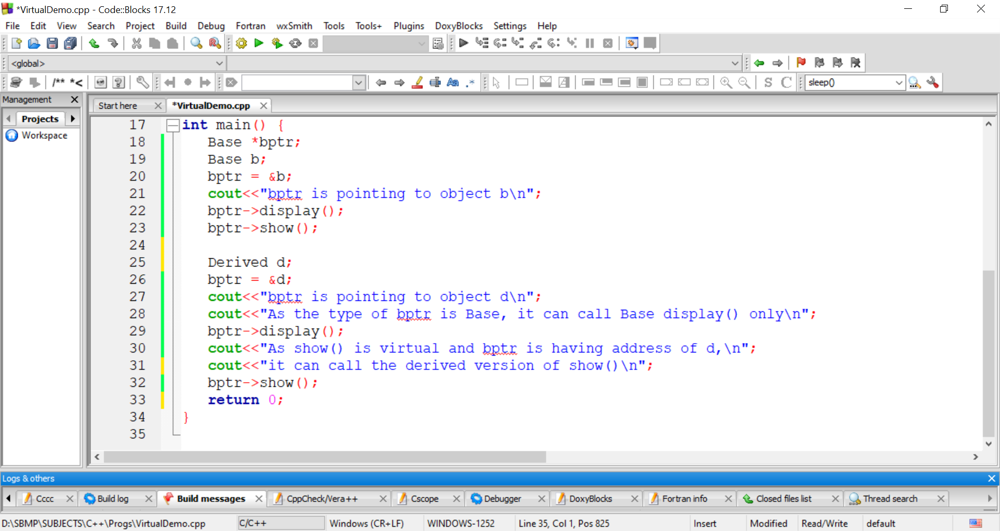 *VirtualDemo.cpp - Code::Blocks 17.12
File Edit View Search Project Build Debug Fortran wxSmith Tools Tools+ Plugins DoxyBlocks Settings Help
<global>
/** *< Aa .* S C sleep()
Management
Start here *VirtualDemo.cpp
Projects
Workspace
17 int main() {
18 Base *bptr;
19 Base b;
20 bptr = &b;
21 cout<<"bptr is pointing to object b\n";
22 bptr->display();
23 bptr->show();
24
25 Derived d;
26 bptr = &d;
27 cout<<"bptr is pointing to object d\n";
28 cout<<"As the type of bptr is Base, it can call Base display() only\n";
29 bptr->display();
30 cout<<"As show() is virtual and bptr is having address of d,\n";
31 cout<<"it can call the derived version of show()\n";
32 bptr->show();
33 return 0;
34 }
35
Logs & others
Cccc Build log Build messages CppCheck/Vera++ Cscope Debugger DoxyBlocks Fortran info Closed files list Thread search
D:\SBMP\SUBJECTS\C++\Progs\VirtualDemo.cpp C/C++ Windows (CR+LF) WINDOWS-1252 Line 35, Col 1, Pos 825 Insert Modified Read/Write default